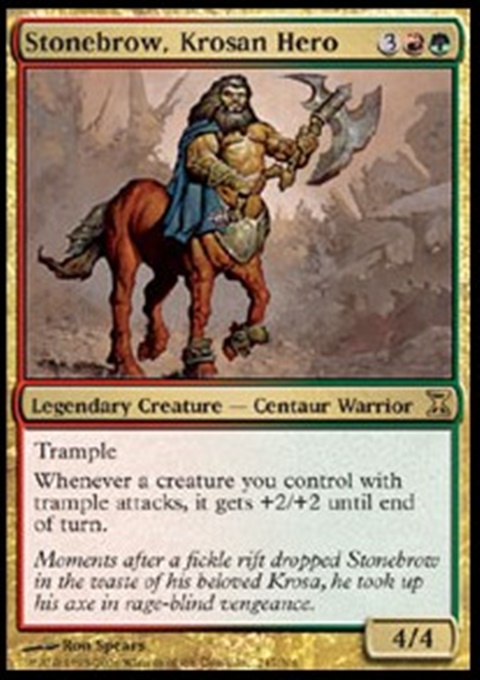 Stonebrow, Krosan Hero 3
Legendary Creature — Centaur Warrior
Trample
Whenever a creature you control with
trample attacks, it gets +2/+2 until end
of turn.
Moments after a fickle rift dropped Stonebrow
in the waste of his beloved Krosa, he took up
his axe in rage-blind vengeance.
Ron Spears
4/4